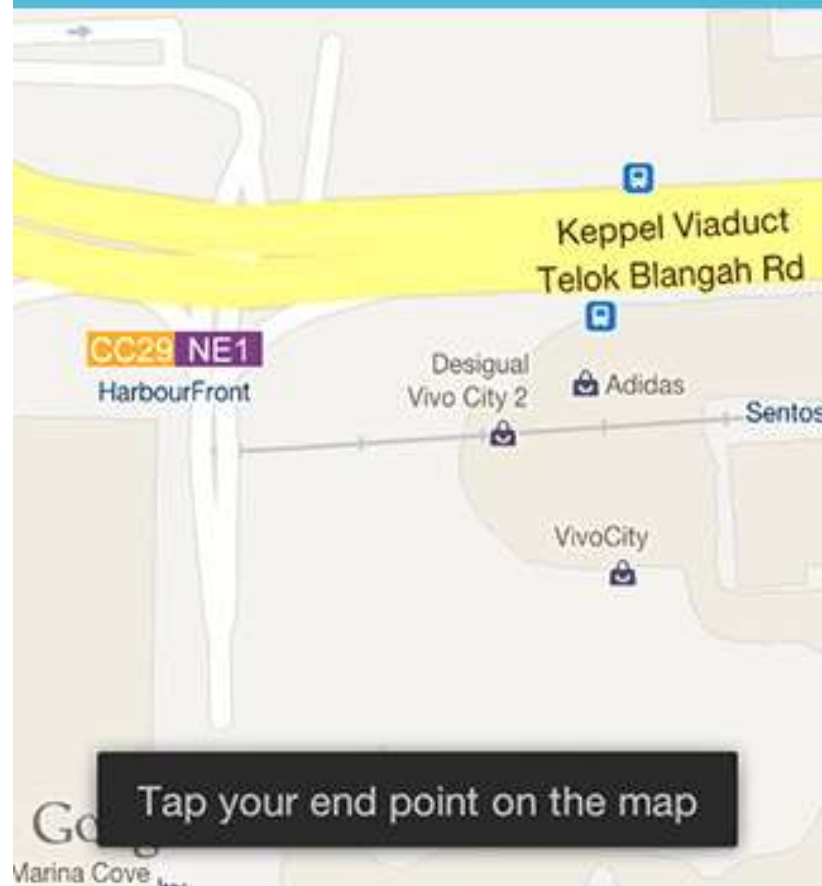 Keppel Viaduct
Telok Blangah Rd
CC29 NE1
HarbourFront
Desigual
Vivo City 2
Adidas
Sentos
VivoCity
Tap your end point on the map
Marina Cove